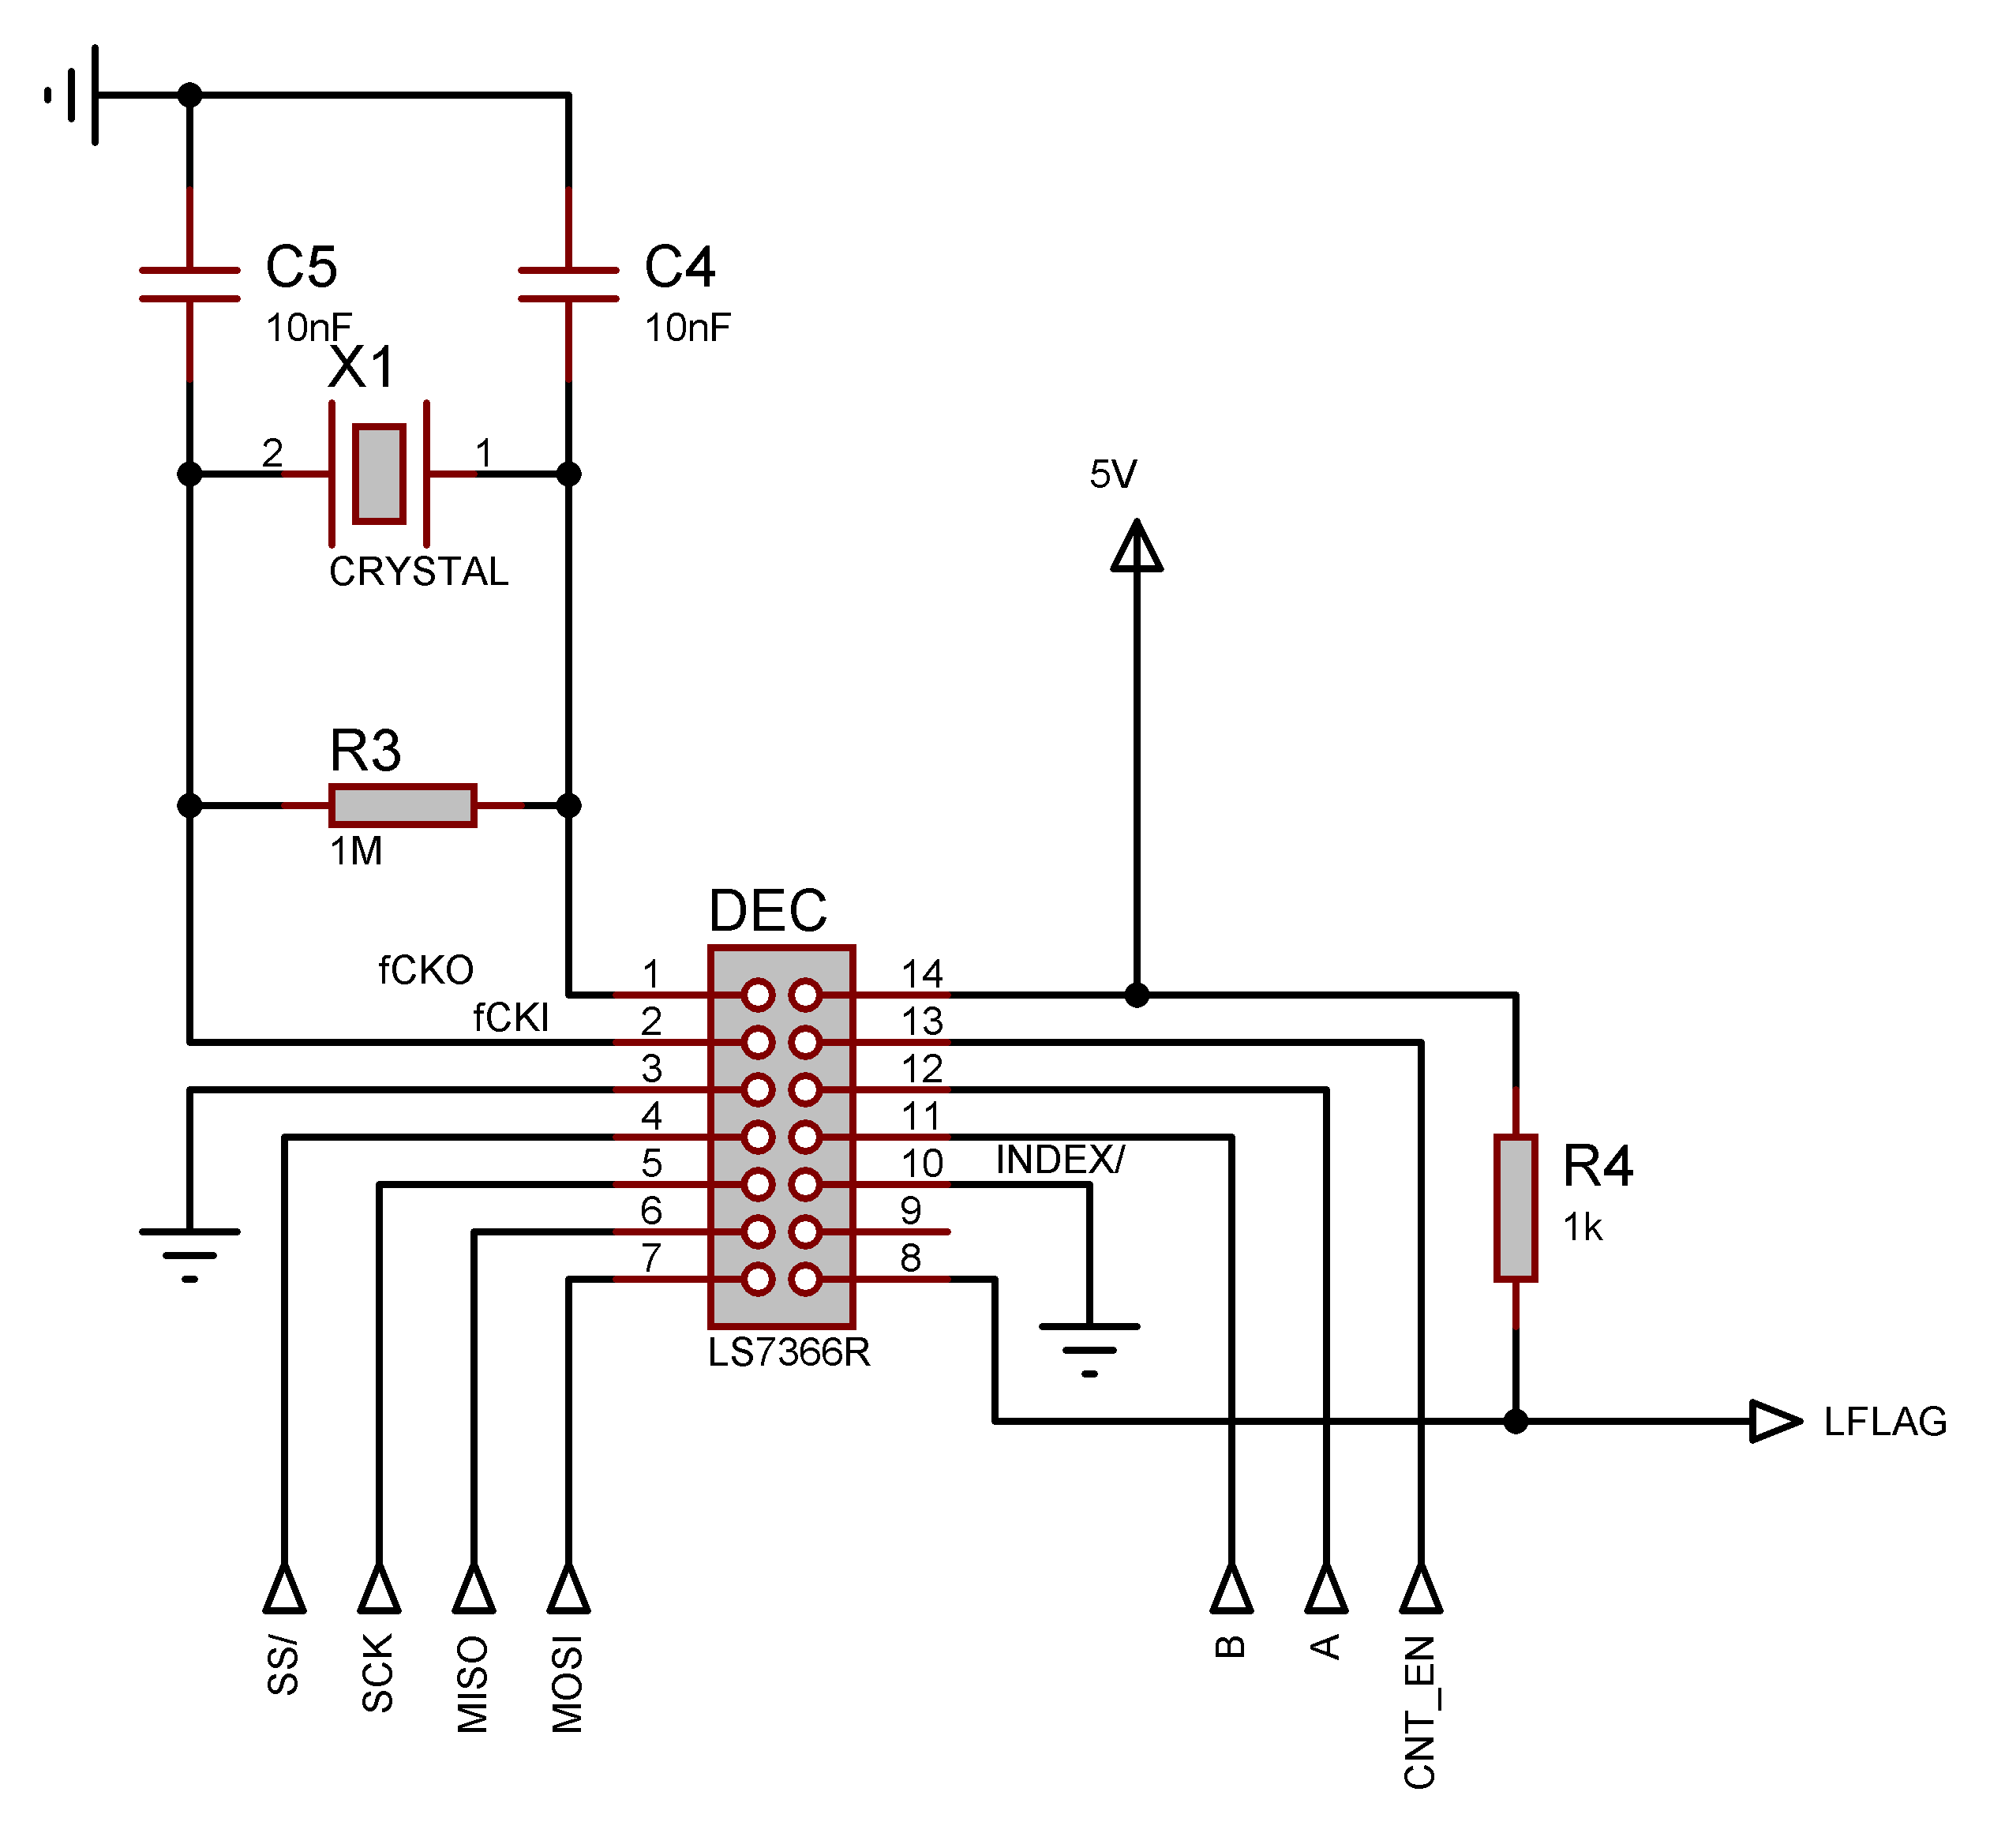 C5
10nF
C4
10nF
X1
2
1
CRYSTAL
5V
R3
1M
DEC
fCKO
fCKI
1
2
3
4
5
6
7
14
13
12
11
10
9
8
INDEX/
LS7366R
R4
1k
LFLAG
SS/
SCK
MISO
MOSI
B
A
CNT_EN